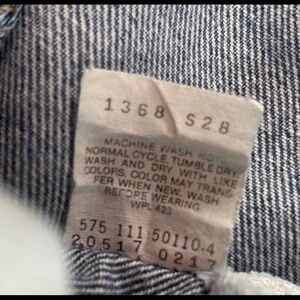 1368 S28
MACHINE WASH HOT
NORMAL CYCLE, TUMBLE DRY
WASH AND DRY WITH LIKE
COLORS, COLOR MAY TRANS-
FER WHEN NEW. WASH
BEFORE WEARING
WPL 423
575 111 50110.4
20517 0217